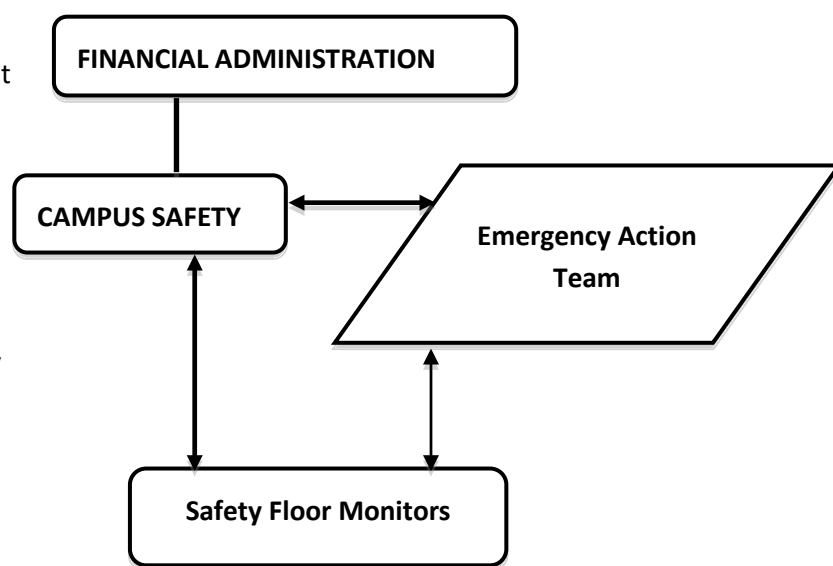 FINANCIAL ADMINISTRATION
t
CAMPUS SAFETY
Emergency Action
Team
Safety Floor Monitors